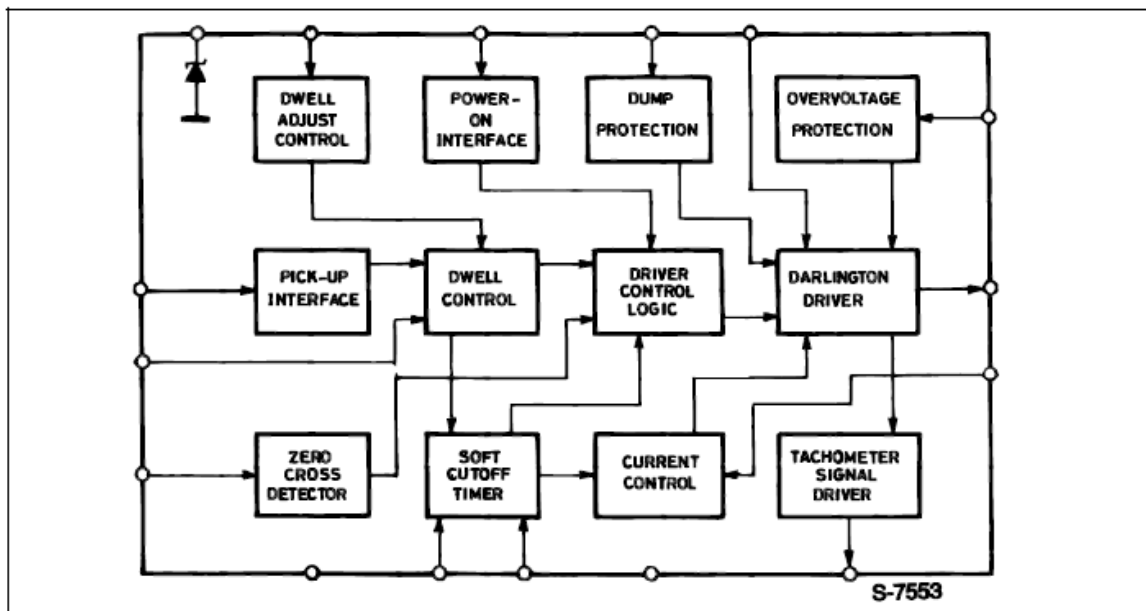 DWELL
ADJUST
CONTROL
POWER-
ON
INTERFACE
DUMP
PROTECTION
OVERVOLTAGE
PROTECTION
PICK-UP
INTERFACE
DWELL
CONTROL
DRIVER
CONTROL
LOGIC
DARLINGTON
DRIVER
ZERO
CROSS
DETECTOR
SOFT
CUTOFF
TIMER
CURRENT
CONTROL
TACHOMETER
SIGNAL
DRIVER
S-7553